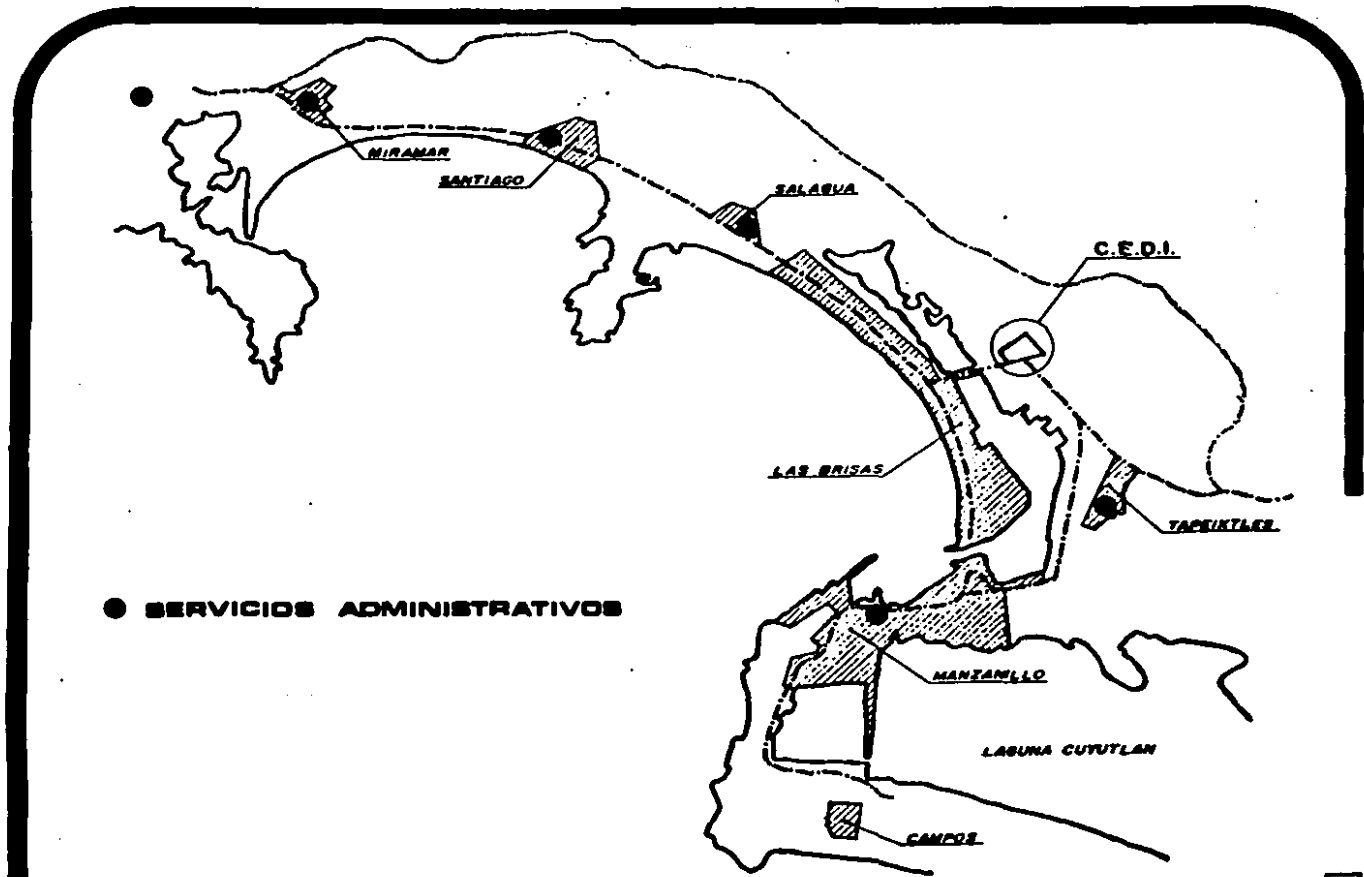 MIRAMAR
SANTIAGO
SALAGUA
C.E.D.I.
LAS BRISAS
TAPEIXTLES
SERVICIOS ADMINISTRATIVOS
MANZANILLO
LAGUNA CUYUTLAN
CAMPOS